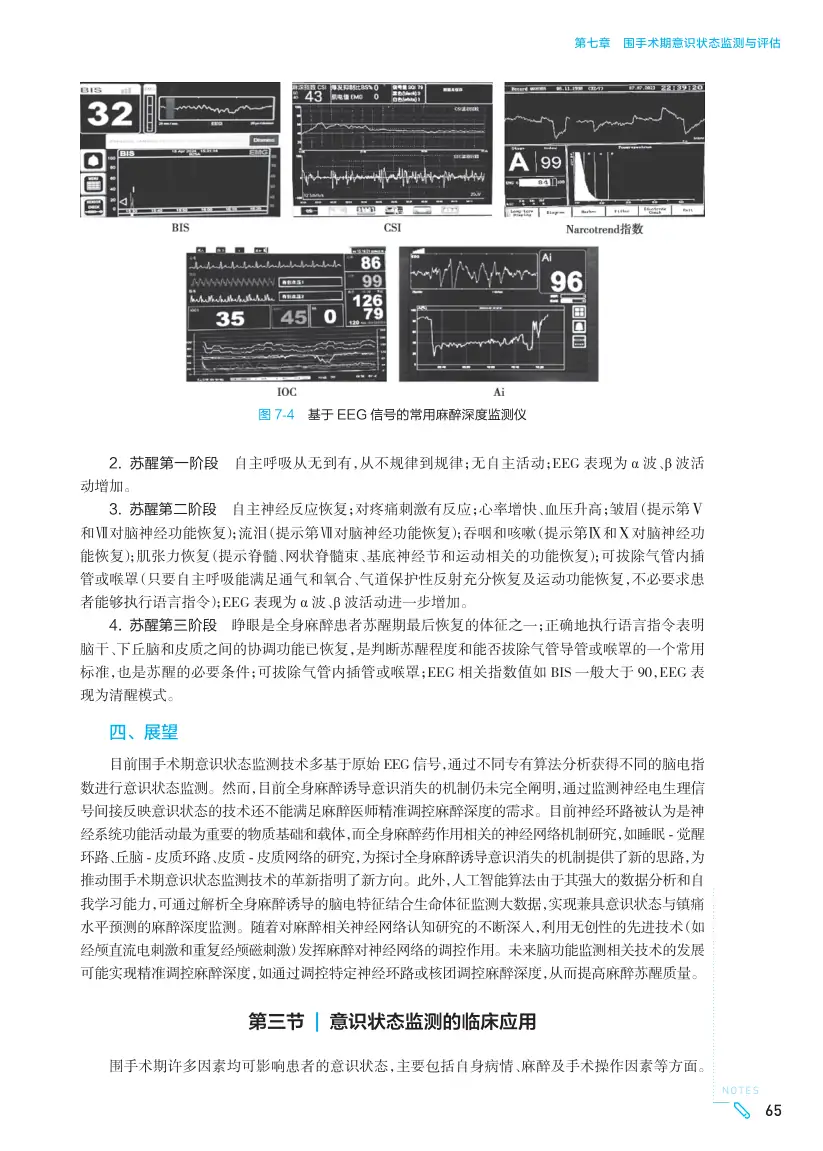 第七章 围手术期意识状态监测与评估
BIS
32
EEG
BIS
EMG
BIS
CSI
43
EMG 0
CSI
22:39:20
A 99
84
Narcotrend指数
86
99
126
79
35
45
0
IOC
EEG
Ai
96
Ai
图 7-4 基于 EEG 信号的常用麻醉深度监测仪
2. 苏醒第一阶段 自主呼吸从无到有,从不规律到规律;无自主活动;EEG 表现为 α 波、β 波活
动增加。
3. 苏醒第二阶段 自主神经反应恢复;对疼痛刺激有反应;心率增快、血压升高;皱眉(提示第Ⅴ
和Ⅶ对脑神经功能恢复);流泪(提示第Ⅶ对脑神经功能恢复);吞咽和咳嗽(提示第Ⅸ和Ⅹ对脑神经功
能恢复);肌张力恢复(提示脊髓、网状脊髓束、基底神经节和运动相关的功能恢复);可拔除气管内插
管或喉罩(只要自主呼吸能满足通气和氧合、气道保护性反射充分恢复及运动功能恢复,不必要求患
者能够执行语言指令);EEG 表现为 α 波、β 波活动进一步增加。
4. 苏醒第三阶段 睁眼是全身麻醉患者苏醒期最后恢复的体征之一;正确地执行语言指令表明
脑干、下丘脑和皮质之间的协调功能已恢复,是判断苏醒程度和能否拔除气管导管或喉罩的一个常用
标准,也是苏醒的必要条件;可拔除气管内插管或喉罩;EEG 相关指数值如 BIS 一般大于 90,EEG 表
现为清醒模式。
四、展望
目前围手术期意识状态监测技术多基于原始 EEG 信号,通过不同专有算法分析获得不同的脑电指
数进行意识状态监测。然而,目前全身麻醉诱导意识消失的机制仍未完全阐明,通过监测神经电生理信
号间接反映意识状态的技术还不能满足麻醉医师精准调控麻醉深度的需求。目前神经环路被认为是神
经系统功能活动最为重要的物质基础和载体,而全身麻醉药作用相关的神经网络机制研究,如睡眠 - 觉醒
环路、丘脑 - 皮质环路、皮质 - 皮质网络的研究,为探讨全身麻醉诱导意识消失的机制提供了新的思路,为
推动围手术期意识状态监测技术的革新指明了新方向。此外,人工智能算法由于其强大的数据分析和自
我学习能力,可通过解析全身麻醉诱导的脑电特征结合生命体征监测大数据,实现兼具意识状态与镇痛
水平预测的麻醉深度监测。随着对麻醉相关神经网络认知研究的不断深入,利用无创性的先进技术(如
经颅直流电刺激和重复经颅磁刺激)发挥麻醉对神经网络的调控作用。未来脑功能监测相关技术的发展
可能实现精准调控麻醉深度,如通过调控特定神经环路或核团调控麻醉深度,从而提高麻醉苏醒质量。
第三节 | 意识状态监测的临床应用
围手术期许多因素均可影响患者的意识状态,主要包括自身病情、麻醉及手术操作因素等方面。
NOTES
65